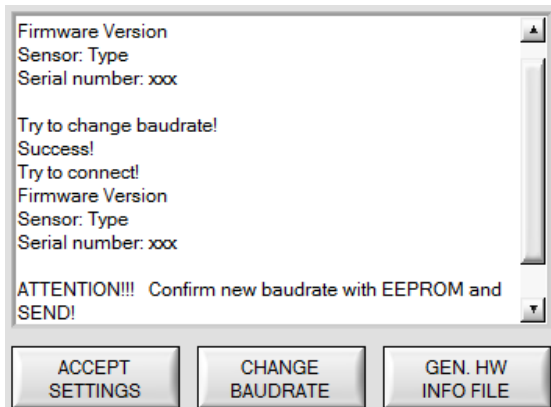 Firmware Version
Sensor: Type
Serial number: xxx
Try to change baudrate!
Success!
Try to connect!
Firmware Version
Sensor: Type
Serial number: xxx
ATTENTION!!!   Confirm new baudrate with EEPROM and
SEND!
ACCEPT
SETTINGS
CHANGE
BAUDRATE
GEN. HW
INFO FILE